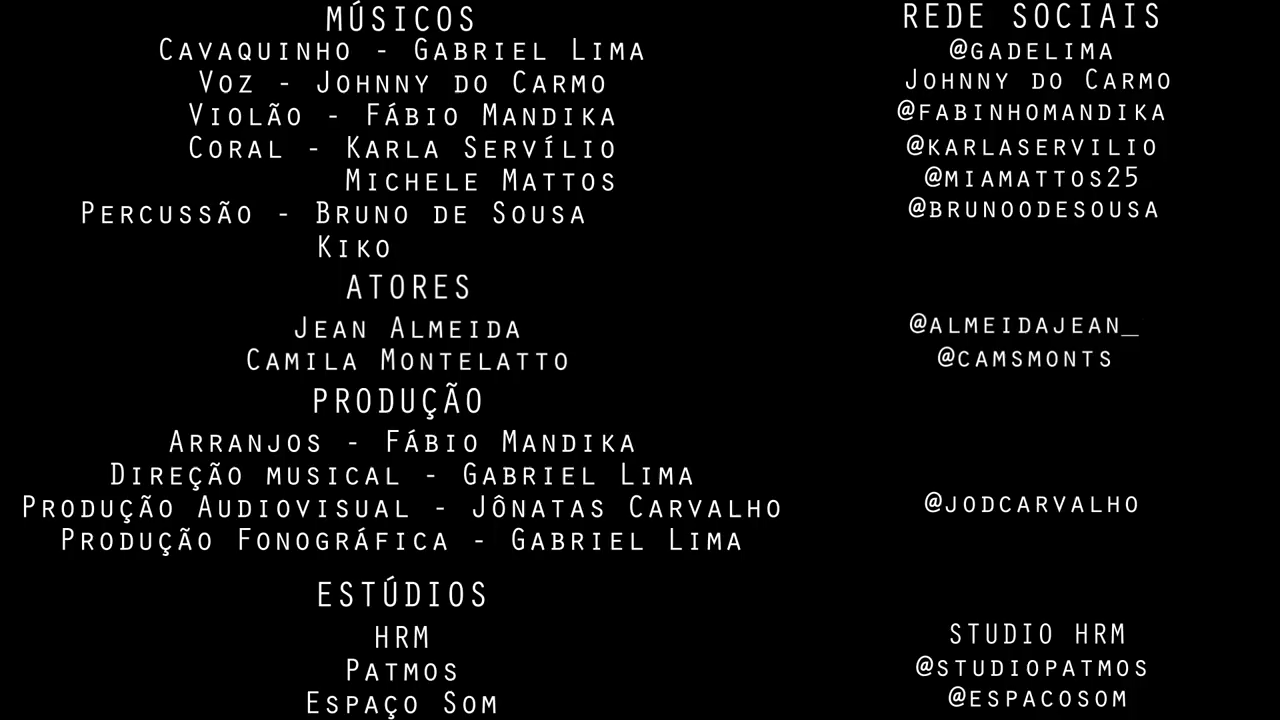 MÚSICOS
Cavaquinho - Gabriel Lima
Voz - Johnny do Carmo
Violão - Fábio Mandika
Coral - Karla Servílio
Michele Mattos
Percussão - Bruno de Sousa
Kiko
ATORES
Jean Almeida
Camila Montelatto
PRODUÇÃO
Arranjos - Fábio Mandika
Direção musical - Gabriel Lima
Produção Audiovisual - Jônatas Carvalho
Produção Fonográfica - Gabriel Lima
ESTÚDIOS
HRM
Patmos
Espaço Som
REDE SOCIAIS
@gadelima
Johnny do Carmo
@fabinhomandika
@karlaservilio
@miamattos25
@brunoodesousa
@almeidajean_
@camsmonts
@jodcarvalho
STUDIO HRM
@studiopatmos
@espacosom